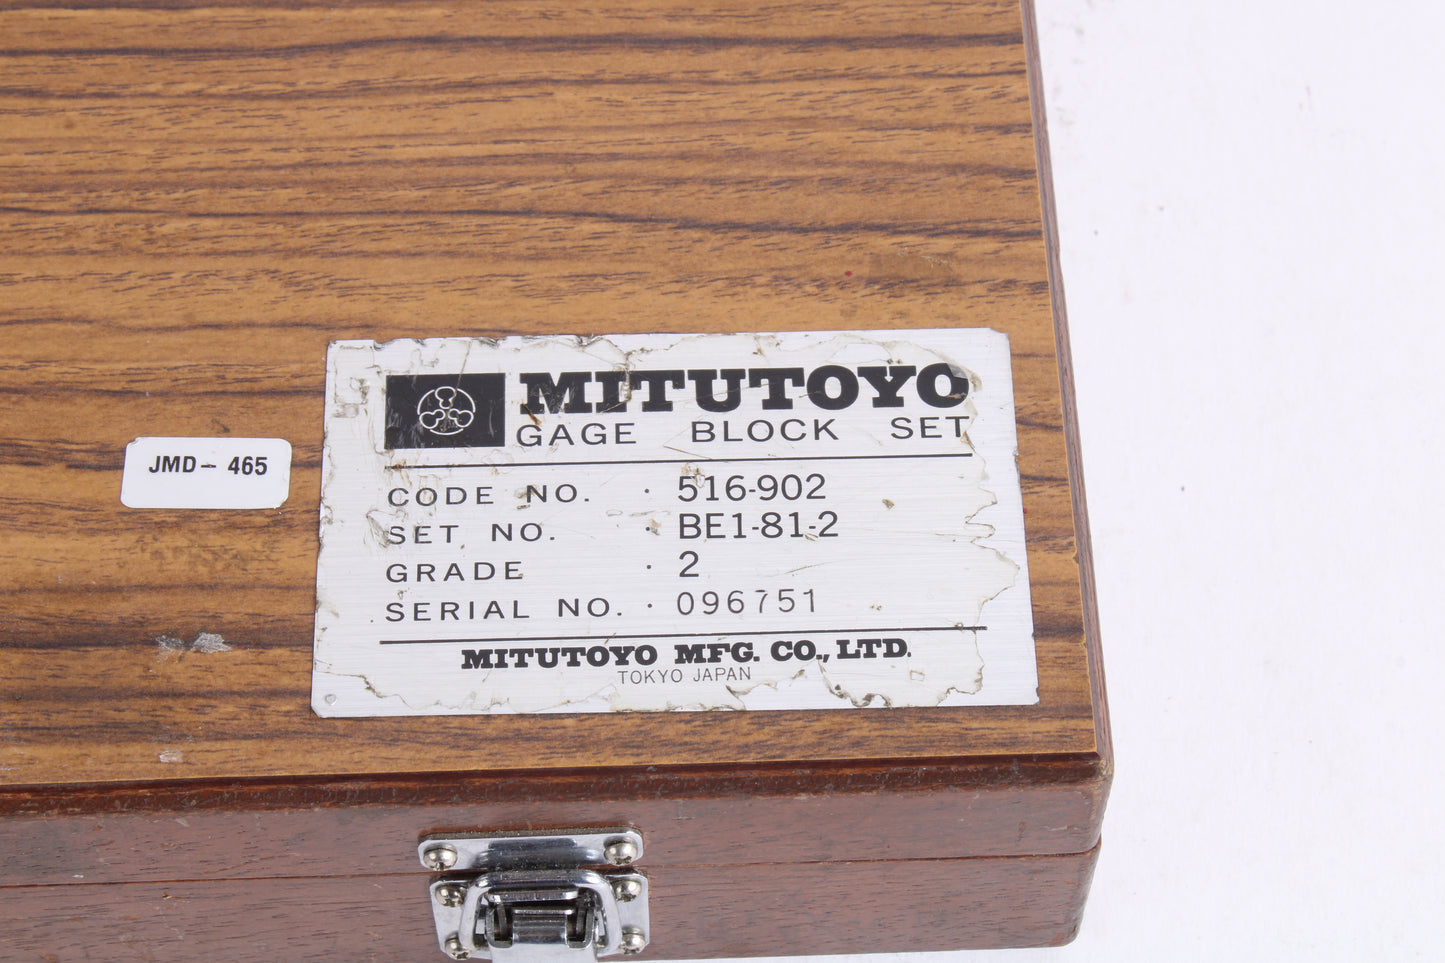 MITUTOYO
GAGE BLOCK SET
CODE NO. · 516-902
SET NO. · BE1-81-2
GRADE · 2
SERIAL NO. · 096751
MITUTOYO MFG. CO., LTD.
TOKYO JAPAN
JMD- 465